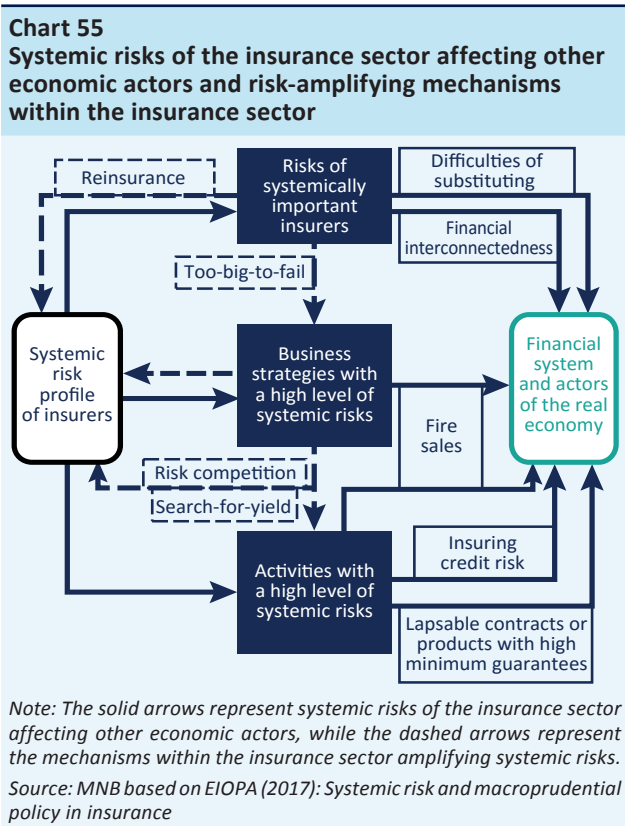 Chart 55
Systemic risks of the insurance sector affecting other
economic actors and risk-amplifying mechanisms
within the insurance sector
Reinsurance
Risks of
systemically
important
insurers
Difficulties of
substituting
Financial
interconnectedness
Too-big-to-fail
Systemic
risk
profile
of insurers
Business
strategies with
a high level of
systemic risks
Financial
system
and actors
of the real
economy
Fire
sales
Risk competition
Search-for-yield
Activities with
a high level of
systemic risks
Insuring
credit risk
Lapsable contracts or
products with high
minimum guarantees
Note: The solid arrows represent systemic risks of the insurance sector
affecting other economic actors, while the dashed arrows represent
the mechanisms within the insurance sector amplifying systemic risks.
Source: MNB based on EIOPA (2017): Systemic risk and macroprudential
policy in insurance